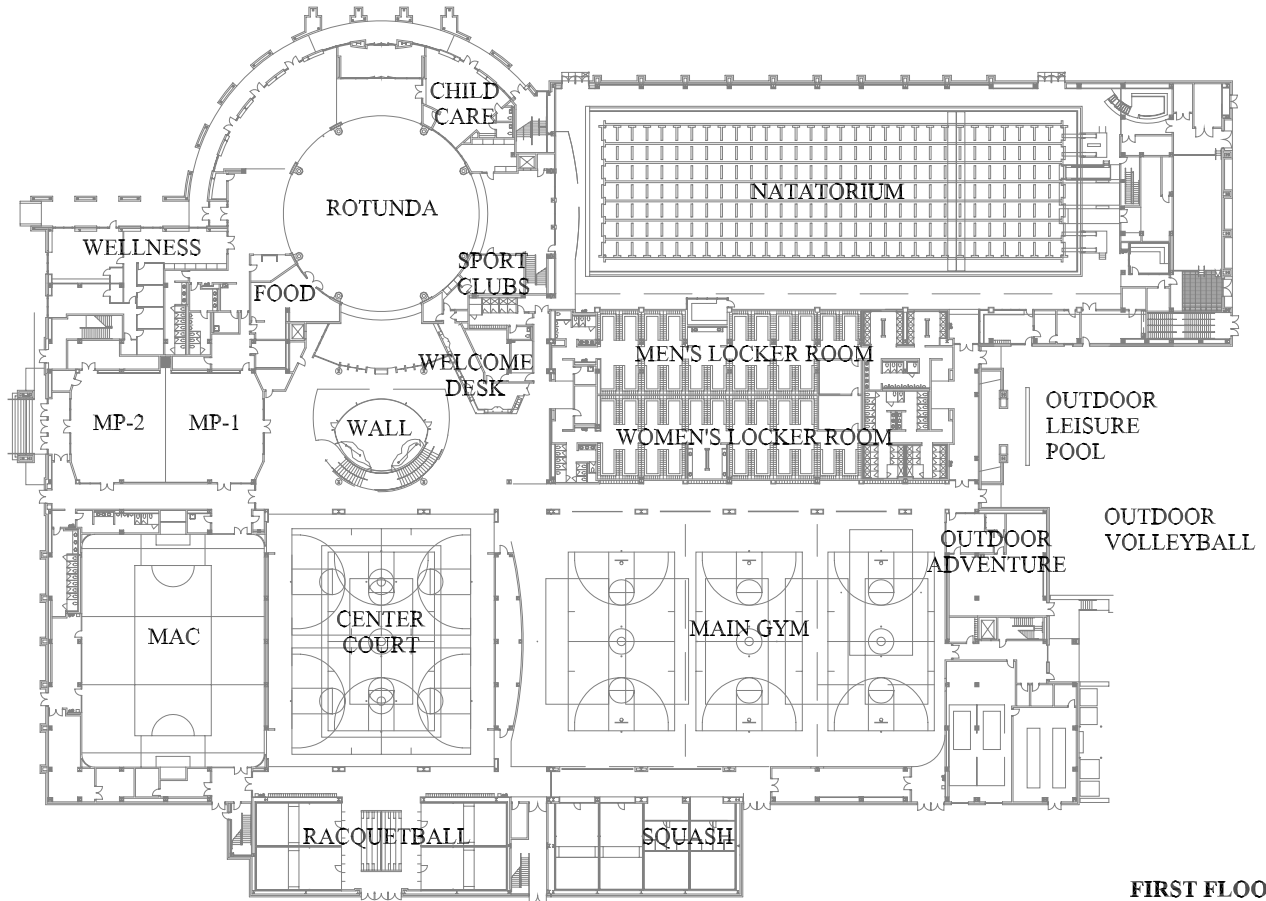 CHILD
CARE
NATATORIUM
ROTUNDA
WELLNESS
SPORT
CLUBS
FOOD
WELCOME
DESK
MEN'S LOCKER ROOM
OUTDOOR
LEISURE
POOL
MP-2
MP-1
WALL
WOMEN'S LOCKER ROOM
OUTDOOR
VOLLEYBALL
OUTDOOR
ADVENTURE
MAC
CENTER
COURT
MAIN GYM
RACQUETBALL
SQUASH
FIRST FLOO